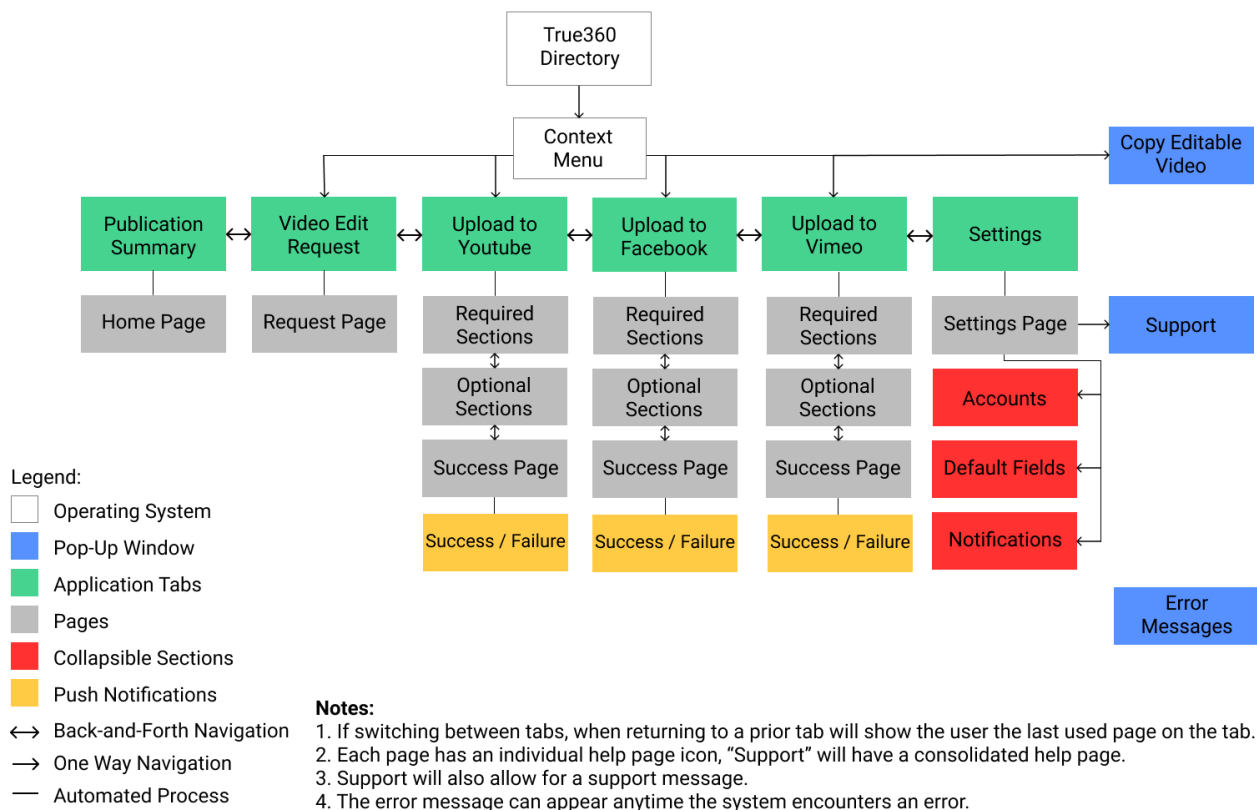 True360
Directory
Context
Menu
Copy Editable
Video
Publication
Summary
Video Edit
Request
Upload to
Youtube
Upload to
Facebook
Upload to
Vimeo
Settings
Home Page
Request Page
Required
Sections
Required
Sections
Required
Sections
Settings Page
Support
Optional
Sections
Optional
Sections
Optional
Sections
Accounts
Success Page
Success Page
Success Page
Default Fields
Success / Failure
Success / Failure
Success / Failure
Notifications
Error
Messages
Legend:
Operating System
Pop-Up Window
Application Tabs
Pages
Collapsible Sections
Push Notifications
Back-and-Forth Navigation
One Way Navigation
Automated Process
Notes:
1. If switching between tabs, when returning to a prior tab will show the user the last used page on the tab.
2. Each page has an individual help page icon, “Support” will have a consolidated help page.
3. Support will also allow for a support message.
4. The error message can appear anytime the system encounters an error.